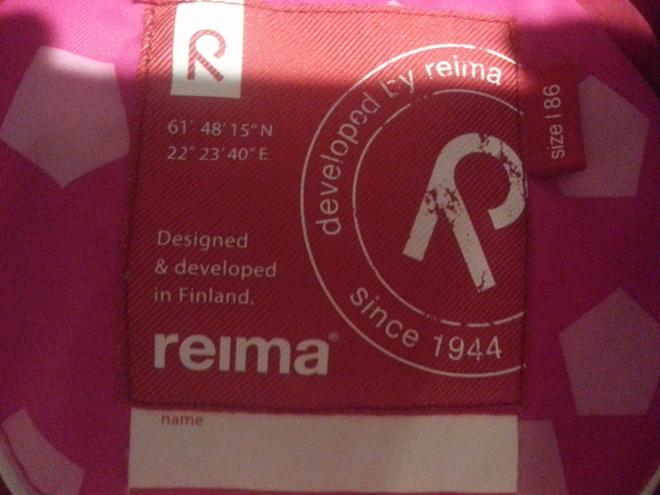 61° 48' 15" N
22° 23' 40" E
developed by reima
since 1944
size | 86
Designed
& developed
in Finland.
reima®
name